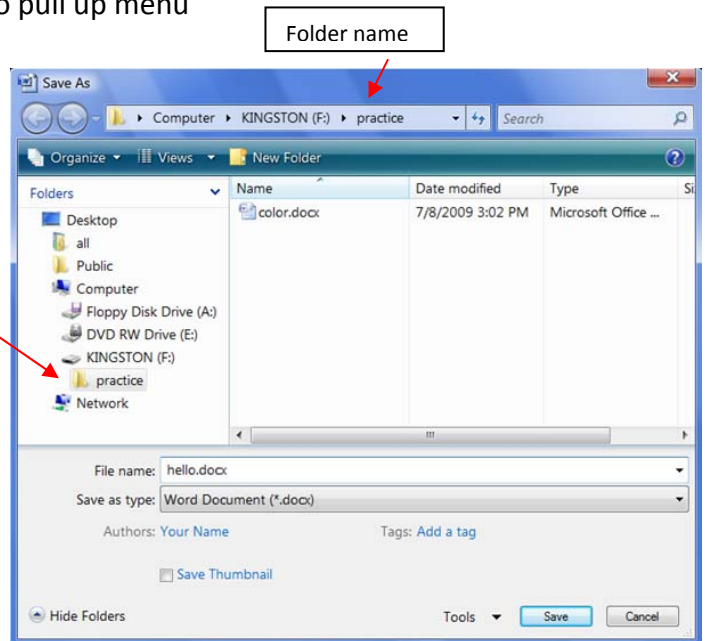 o pull up menu
Folder name
Save As
Computer KINGSTON (F:) practice Search
Organize Views New Folder
Folders Name Date modified Type Si
Desktop color.docx 7/8/2009 3:02 PM Microsoft Office ...
all
Public
Computer
Floppy Disk Drive (A:)
DVD RW Drive (E:)
KINGSTON (F:)
practice
Network
File name: hello.docx
Save as type: Word Document (*.docx)
Authors: Your Name Tags: Add a tag
Save Thumbnail
Hide Folders Tools Save Cancel